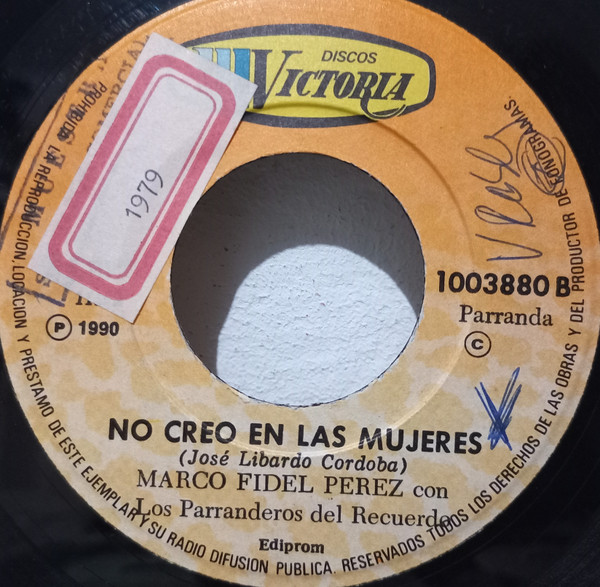 DISCOS
VICTORIA
1979
1003880 B
Parranda
Ⓟ 1990
©
NO CREO EN LAS MUJERES
(José Libardo Cordoba)
MARCO FIDEL PEREZ con
Los Parranderos del Recuerdo
Ediprom
PROHIBIDA LA REPRODUCCION, LOCACION Y PRESTAMO DE ESTE EJEMPLAR Y SU RADIO DIFUSION PUBLICA. RESERVADOS TODOS LOS DERECHOS DE LAS OBRAS Y DEL PRODUCTOR DE FONOGRAMAS.